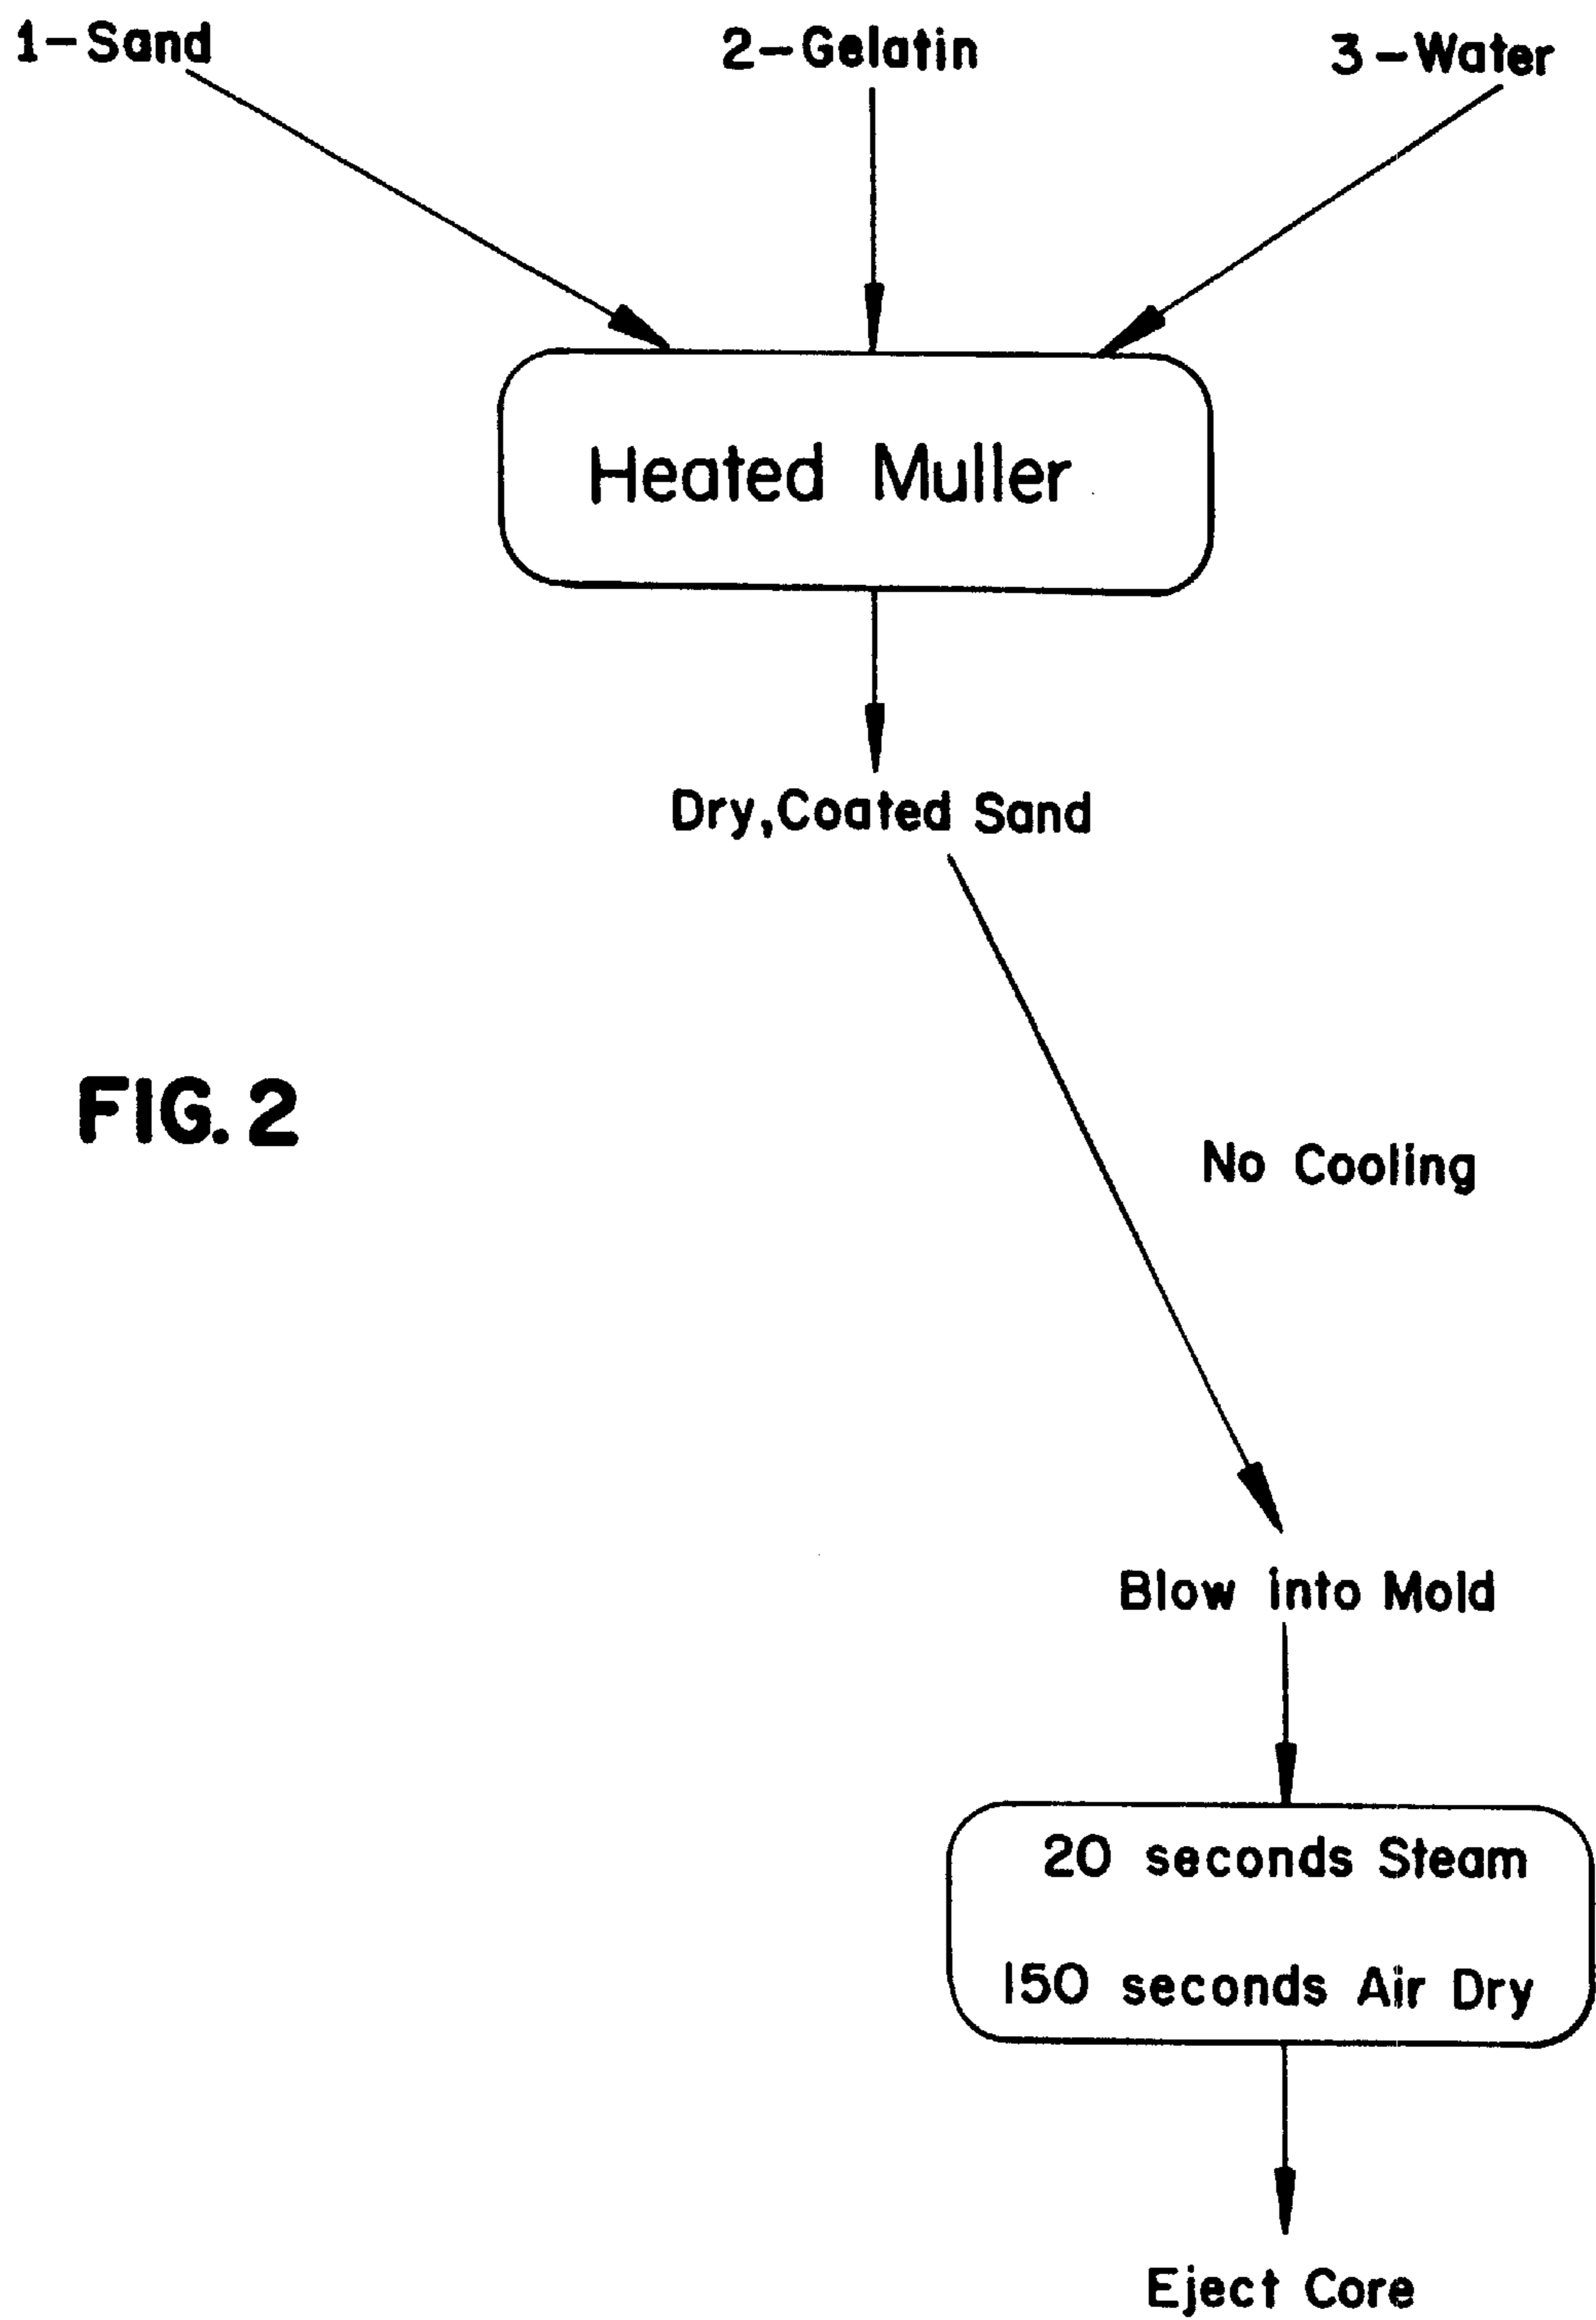 1-Sand
2-Gelatin
3-Water
Heated Muller
Dry,Coated Sand
FIG. 2
No Cooling
Blow into Mold
20 seconds Steam
150 seconds Air Dry
Eject Core